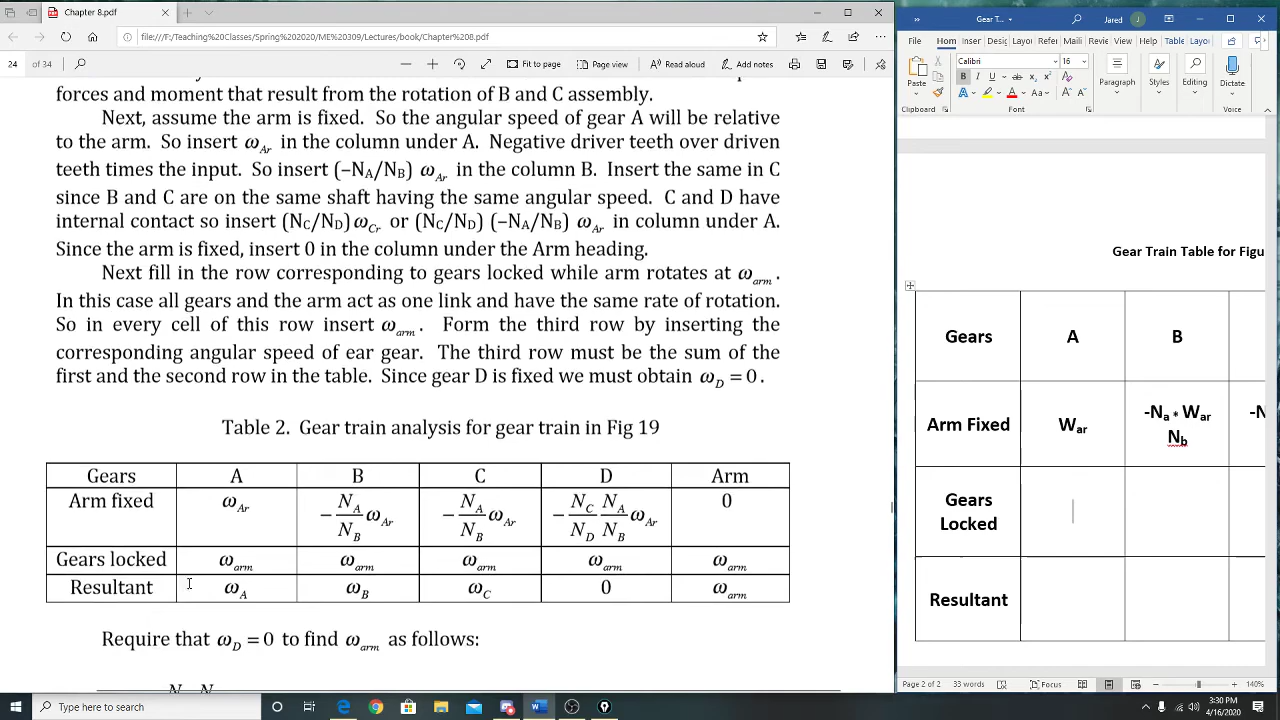 Chapter 8.pdf
file:///F:/Teaching%20Classes/Spring%202020/ME%20309/Lectures/book/Chapter%208.pdf
24 of 34
Fit to page
Page view
Read aloud
Add notes
forces and moment that result from the rotation of B and C assembly.
Next, assume the arm is fixed. So the angular speed of gear A will be relative
to the arm. So insert ω_Ar in the column under A. Negative driver teeth over driven
teeth times the input. So insert (–N_A/N_B) ω_Ar in the column B. Insert the same in C
since B and C are on the same shaft having the same angular speed. C and D have
internal contact so insert (N_C/N_D) ω_Cr or (N_C/N_D) (–N_A/N_B) ω_Ar in column under A.
Since the arm is fixed, insert 0 in the column under the Arm heading.
Next fill in the row corresponding to gears locked while arm rotates at ω_arm.
In this case all gears and the arm act as one link and have the same rate of rotation.
So in every cell of this row insert ω_arm. Form the third row by inserting the
corresponding angular speed of ear gear. The third row must be the sum of the
first and the second row in the table. Since gear D is fixed we must obtain ω_D = 0.
Table 2. Gear train analysis for gear train in Fig 19
Gears A B C D Arm
Arm fixed ω_Ar –N_A/N_B ω_Ar –N_A/N_B ω_Ar –N_C/N_D N_A/N_B ω_Ar 0
Gears locked ω_arm ω_arm ω_arm ω_arm ω_arm
Resultant ω_A ω_B ω_C 0 ω_arm
Require that ω_D = 0 to find ω_arm as follows:
Gear T...
Jared
J
File
Hom
Inser
Draw
Desig
Layou
Refer
Maili
Revi
View
Help
Table
Layou
Calibri
16
Paragraph
Styles
Editing
Dictate
Clipboard
Font
Voice
Gear Train Table for Figu
Gears A B
Arm Fixed W_ar -N_a * W_ar -N
N_b
Gears
Locked
Resultant
Page 2 of 2
33 words
Focus
140%
Type here to search
3:30 PM
4/16/2020